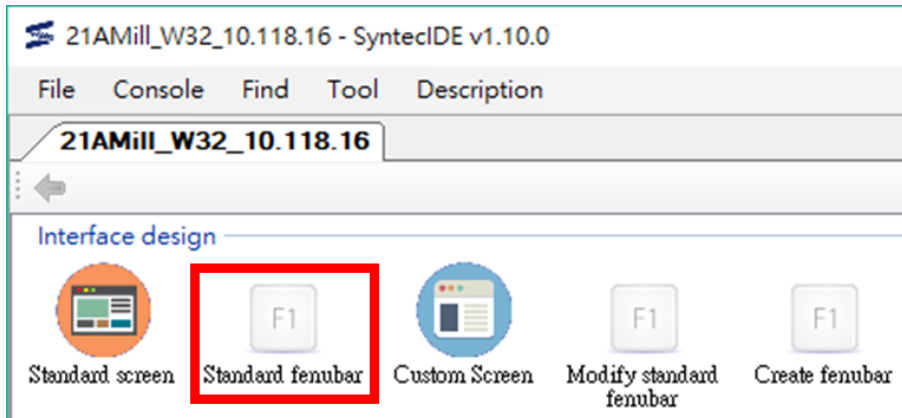 21AMill_W32_10.118.16 - SyntecIDE v1.10.0
File Console Find Tool Description
21AMill_W32_10.118.16
Interface design
F1 F1 F1
Standard screen Standard fenubar Custom Screen Modify standard fenubar Create fenubar